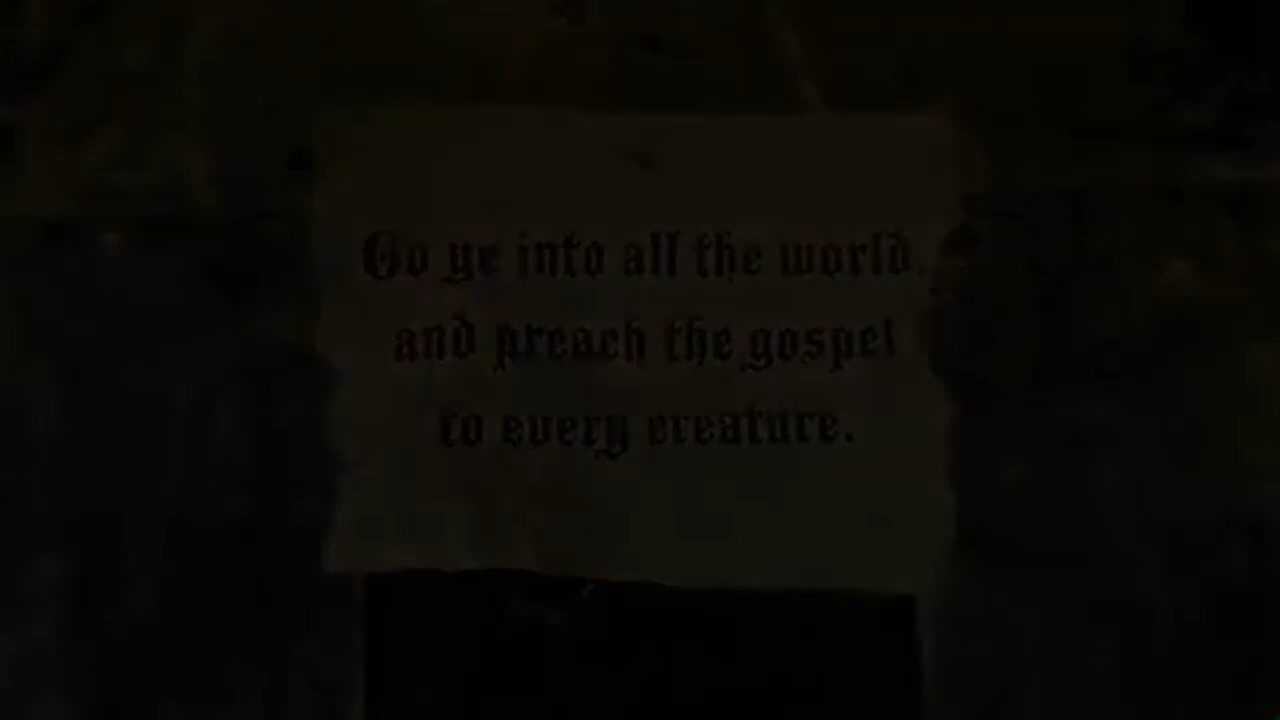 Go ye into all the world,
and preach the gospel
to every creature.